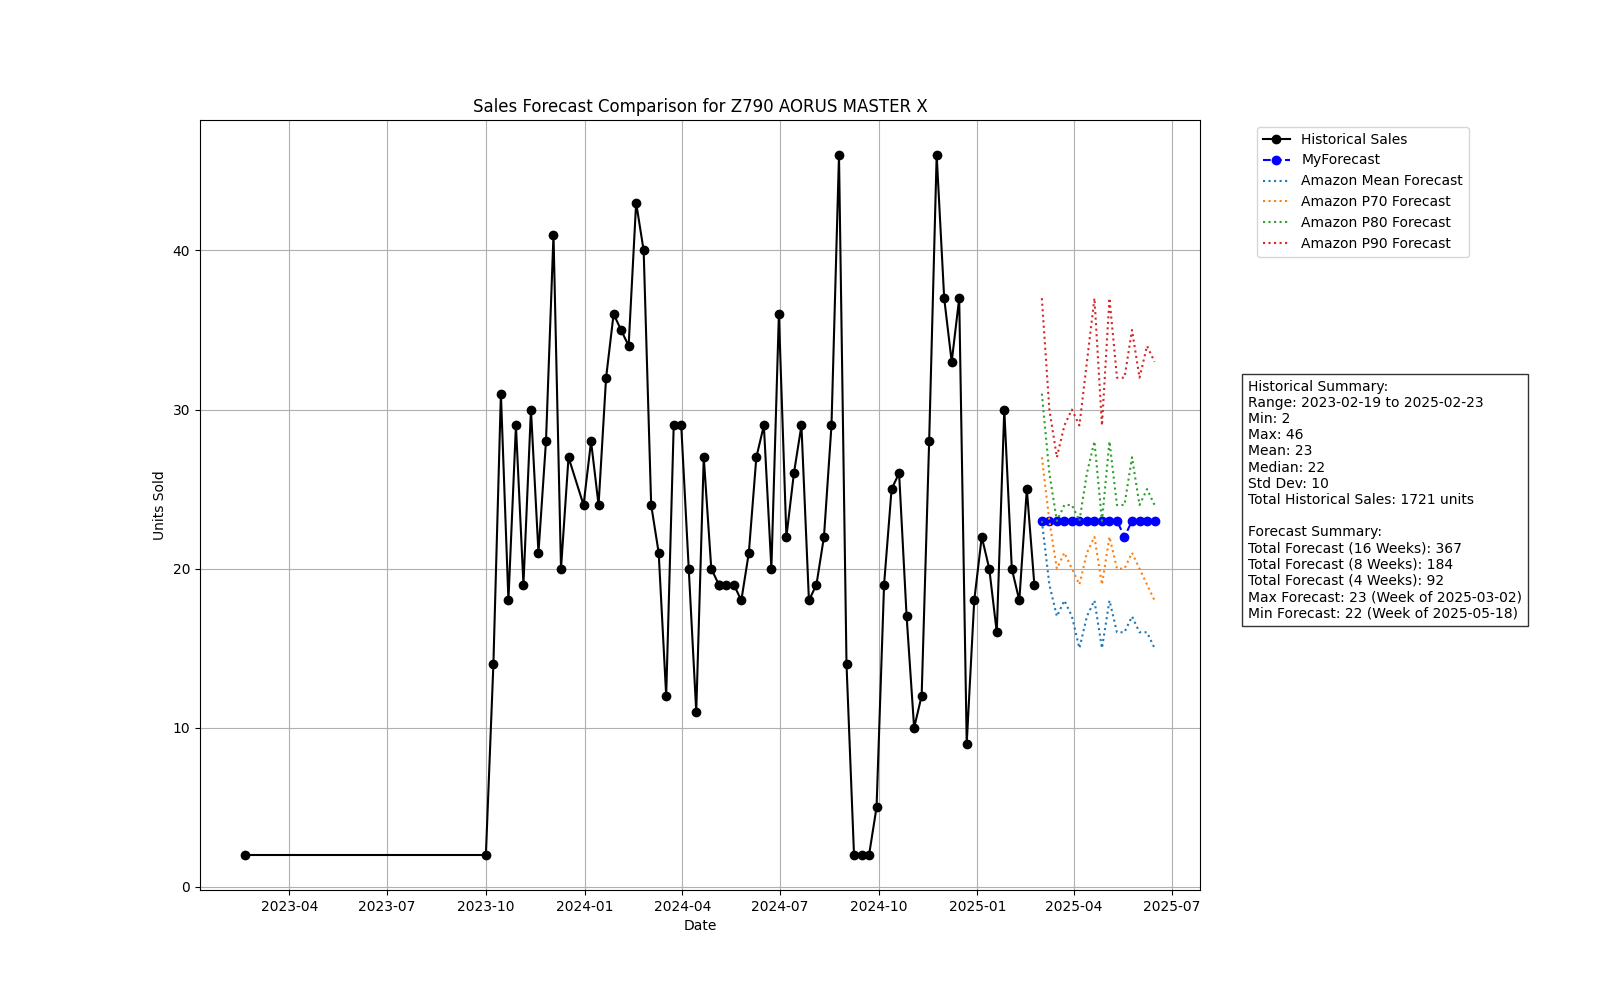 Sales Forecast Comparison for Z790 AORUS MASTER X
Units Sold
40
30
20
10
0
2023-04
2023-07
2023-10
2024-01
2024-04
2024-07
2024-10
2025-01
2025-04
2025-07
Date
Historical Sales
MyForecast
Amazon Mean Forecast
Amazon P70 Forecast
Amazon P80 Forecast
Amazon P90 Forecast
Historical Summary:
Range: 2023-02-19 to 2025-02-23
Min: 2
Max: 46
Mean: 23
Median: 22
Std Dev: 10
Total Historical Sales: 1721 units
Forecast Summary:
Total Forecast (16 Weeks): 367
Total Forecast (8 Weeks): 184
Total Forecast (4 Weeks): 92
Max Forecast: 23 (Week of 2025-03-02)
Min Forecast: 22 (Week of 2025-05-18)